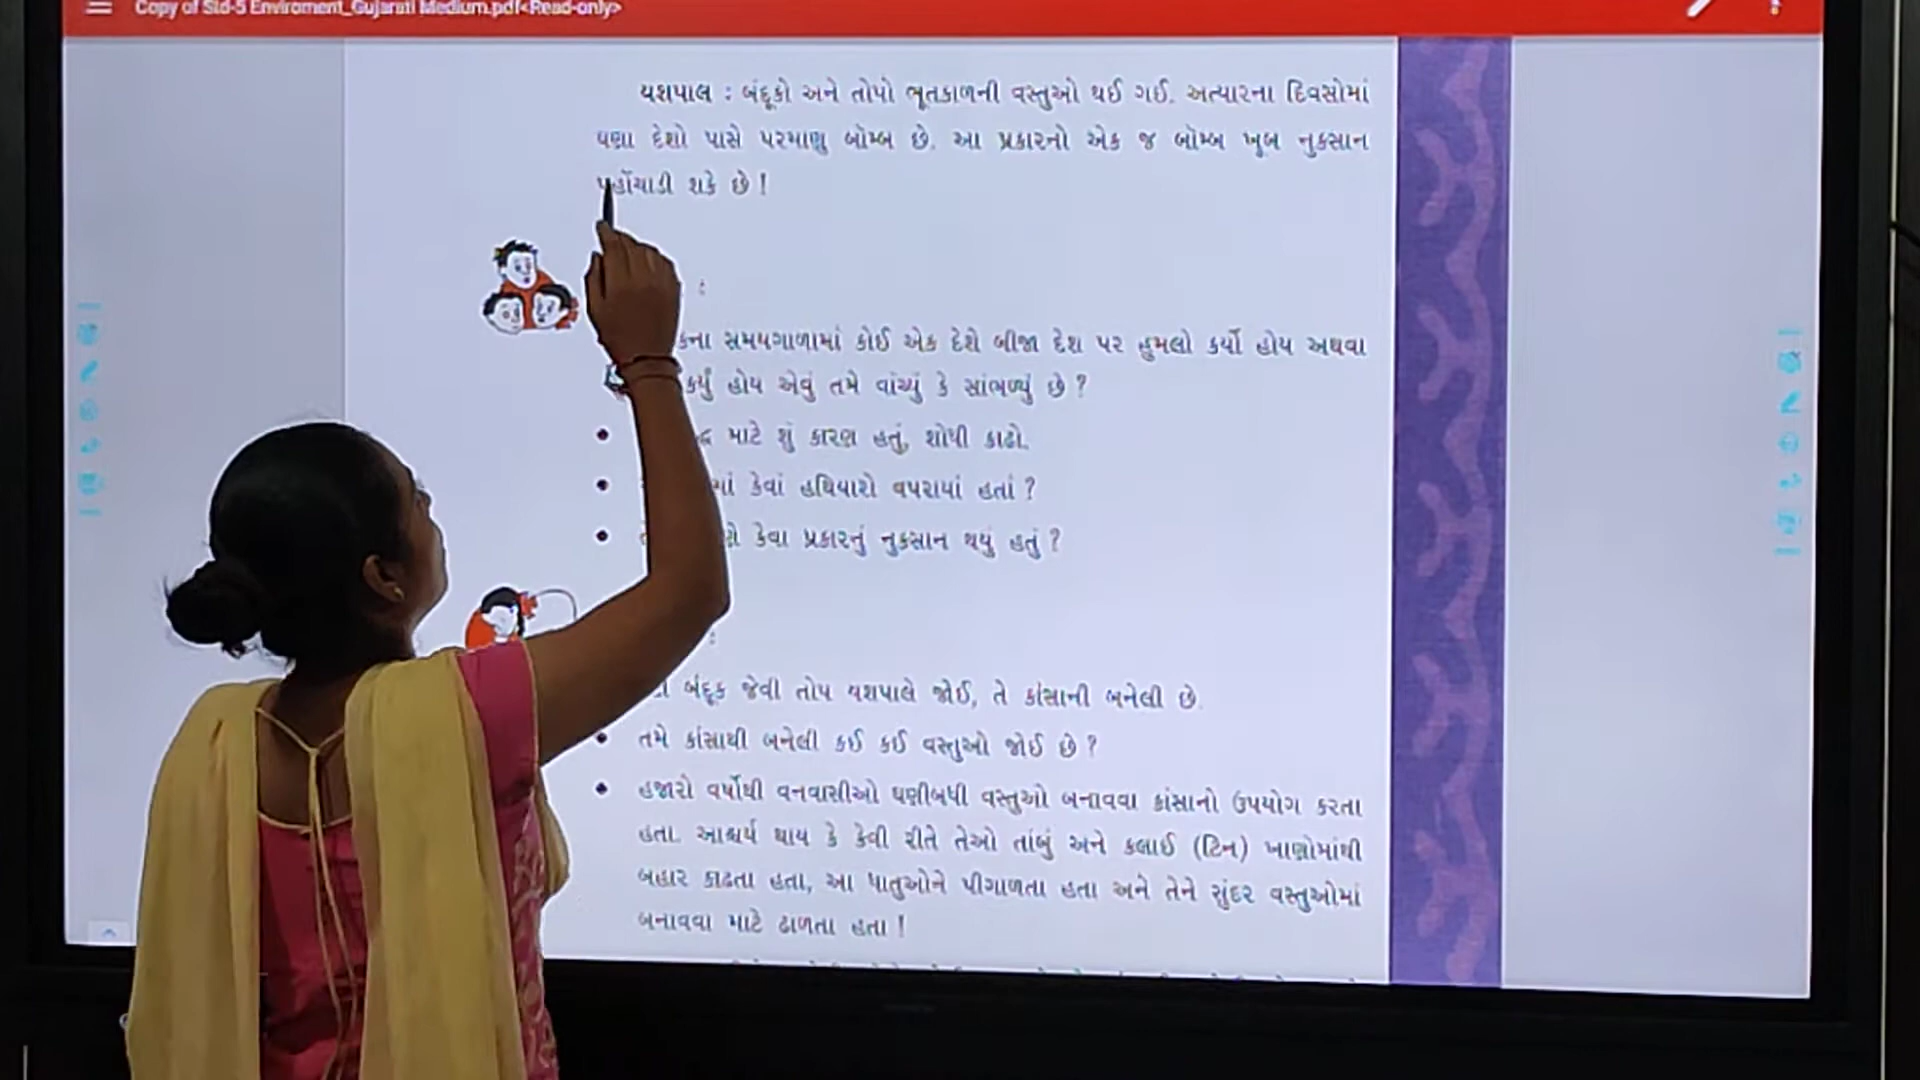 Copy of Std-5 Enviroment_Gujarati Medium.pdf<Read-only>
યશપાલ : બંદૂકો અને તોપો ભૂતકાળની વસ્તુઓ થઈ ગઈ. અત્યારના દિવસોમાં
ઘણા દેશો પાસે પરમાણુ બૉમ્બ છે. આ પ્રકારનો એક જ બૉમ્બ ખૂબ નુકસાન
પહોંચાડી શકે છે !
:
સમયગાળામાં કોઈ એક દેશે બીજા દેશ પર હુમલો કર્યો હોય અથવા
કર્યું હોય એવું તમે વાંચ્યું કે સાંભળ્યું છે ?
• માટે શું કારણ હતું, શોધી કાઢો.
• કેવાં હથિયારો વપરાયાં હતાં ?
• કેવા પ્રકારનું નુકસાન થયું હતું ?
:
બંદૂક જેવી તોપ યશપાલે જોઈ, તે કાંસાની બનેલી છે.
• તમે કાંસાથી બનેલી કઈ કઈ વસ્તુઓ જોઈ છે ?
• હજારો વર્ષોથી વનવાસીઓ ઘણીબધી વસ્તુઓ બનાવવા કાંસાનો ઉપયોગ કરતા
હતા. આશ્ચર્ય થાય કે કેવી રીતે તેઓ તાંબું અને કલાઈ (ટિન) ખાણોમાંથી
બહાર કાઢતા હતા, આ ધાતુઓને પીગાળતા હતા અને તેને સુંદર વસ્તુઓમાં
બનાવવા માટે ઢાળતા હતા !